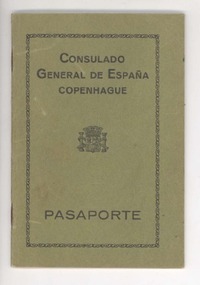 CONSULADO
GENERAL DE ESPAÑA
COPENHAGUE
PASAPORTE